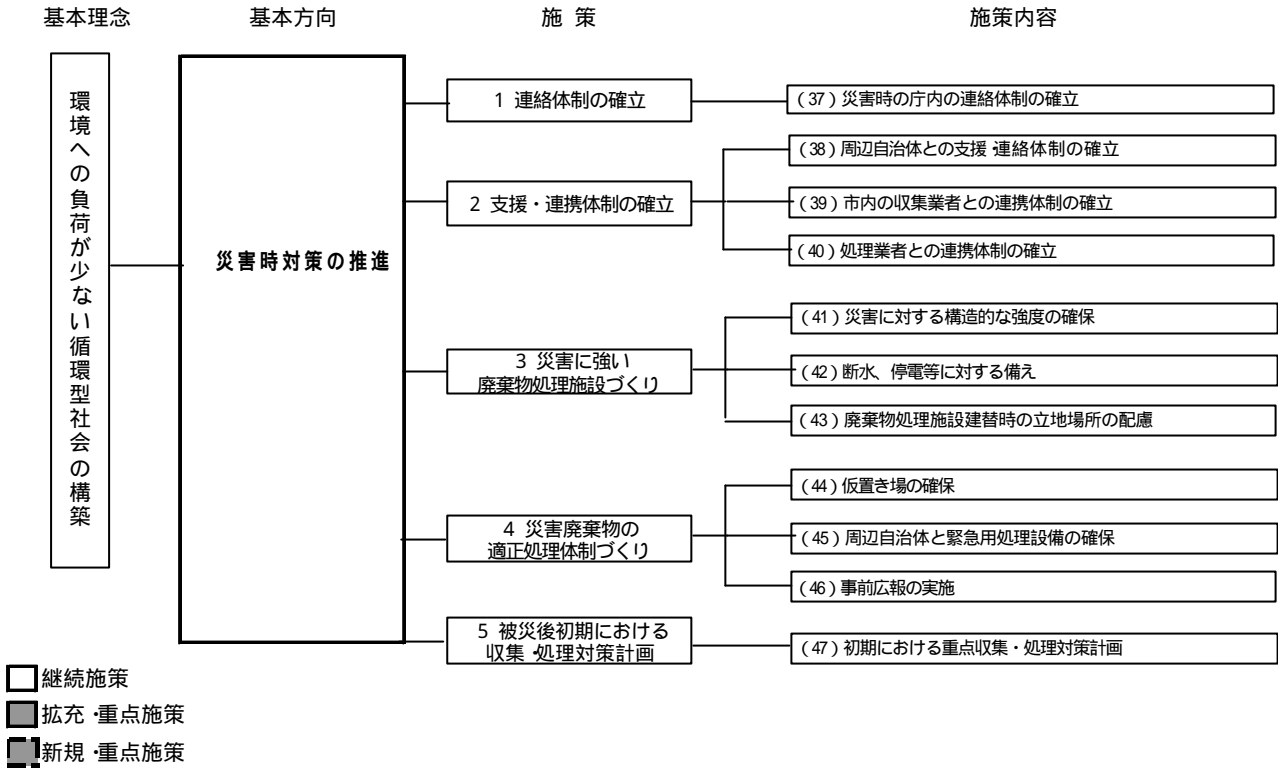 基本理念
基本方向
施 策
施策内容
環境への負荷が少ない循環型社会の構築
災害時対策の推進
1 連絡体制の確立
(37)災害時の庁内の連絡体制の確立
2 支援・連携体制の確立
(38)周辺自治体との支援・連絡体制の確立
(39)市内の収集業者との連携体制の確立
(40)処理業者との連携体制の確立
3 災害に強い
廃棄物処理施設づくり
(41)災害に対する構造的な強度の確保
(42)断水、停電等に対する備え
(43)廃棄物処理施設建替時の立地場所の配慮
4 災害廃棄物の
適正処理体制づくり
(44)仮置き場の確保
(45)周辺自治体と緊急用処理設備の確保
(46)事前広報の実施
5 被災後初期における
収集・処理対策計画
(47)初期における重点収集・処理対策計画
継続施策
拡充・重点施策
新規・重点施策